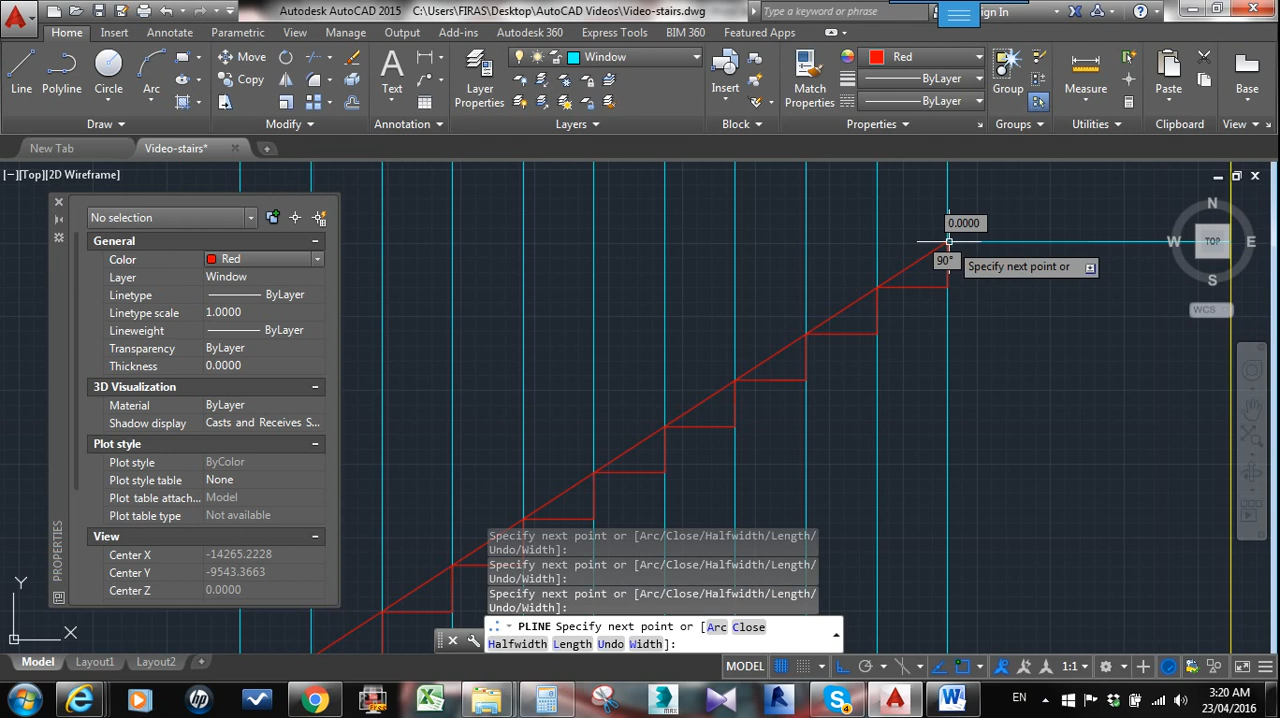 Autodesk AutoCAD 2015 C:\Users\FIRAS\Desktop\AutoCAD Videos\Video-stairs.dwg
Type a keyword or phrase
Sign In
Home Insert Annotate Parametric View Manage Output Add-ins Autodesk 360 Express Tools BIM 360 Featured Apps
Line Polyline Circle Arc
Move
Copy
Text
Layer
Properties
Window
Insert
Match
Properties
Red
ByLayer
ByLayer
Group
Measure
Paste
Base
Draw Modify Annotation Layers Block Properties Groups Utilities Clipboard View
New Tab Video-stairs*
[−][Top][2D Wireframe]
No selection
General
Color Red
Layer Window
Linetype ByLayer
Linetype scale 1.0000
Lineweight ByLayer
Transparency ByLayer
Thickness 0.0000
3D Visualization
Material ByLayer
Shadow display Casts and Receives S...
Plot style
Plot style ByColor
Plot style table None
Plot table attach... Model
Plot table type Not available
View
Center X -14265.2228
Center Y -9543.3663
Center Z 0.0000
PROPERTIES
0.0000
90°
Specify next point or
N
W TOP E
S
WCS
Y
X
Specify next point or [Arc/Close/Halfwidth/Length/
Undo/Width]:
Specify next point or [Arc/Close/Halfwidth/Length/
Undo/Width]:
Specify next point or [Arc/Close/Halfwidth/Length/
Undo/Width]:
PLINE Specify next point or [Arc Close
Halfwidth Length Undo Width]:
Model Layout1 Layout2
MODEL
1:1
EN
3:20 AM
23/04/2016